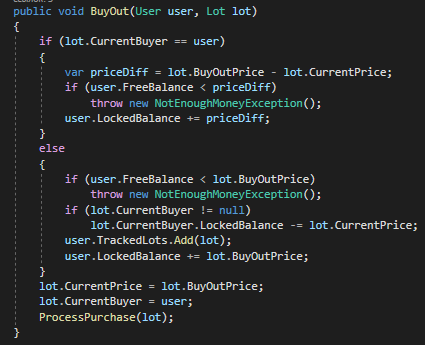 public void BuyOut(User user, Lot lot)
{
    if (lot.CurrentBuyer == user)
    {
        var priceDiff = lot.BuyOutPrice - lot.CurrentPrice;
        if (user.FreeBalance < priceDiff)
            throw new NotEnoughMoneyException();
        user.LockedBalance += priceDiff;
    }
    else
    {
        if (user.FreeBalance < lot.BuyOutPrice)
            throw new NotEnoughMoneyException();
        if (lot.CurrentBuyer != null)
            lot.CurrentBuyer.LockedBalance -= lot.CurrentPrice;
        user.TrackedLots.Add(lot);
        user.LockedBalance += lot.BuyOutPrice;
    }
    lot.CurrentPrice = lot.BuyOutPrice;
    lot.CurrentBuyer = user;
    ProcessPurchase(lot);
}